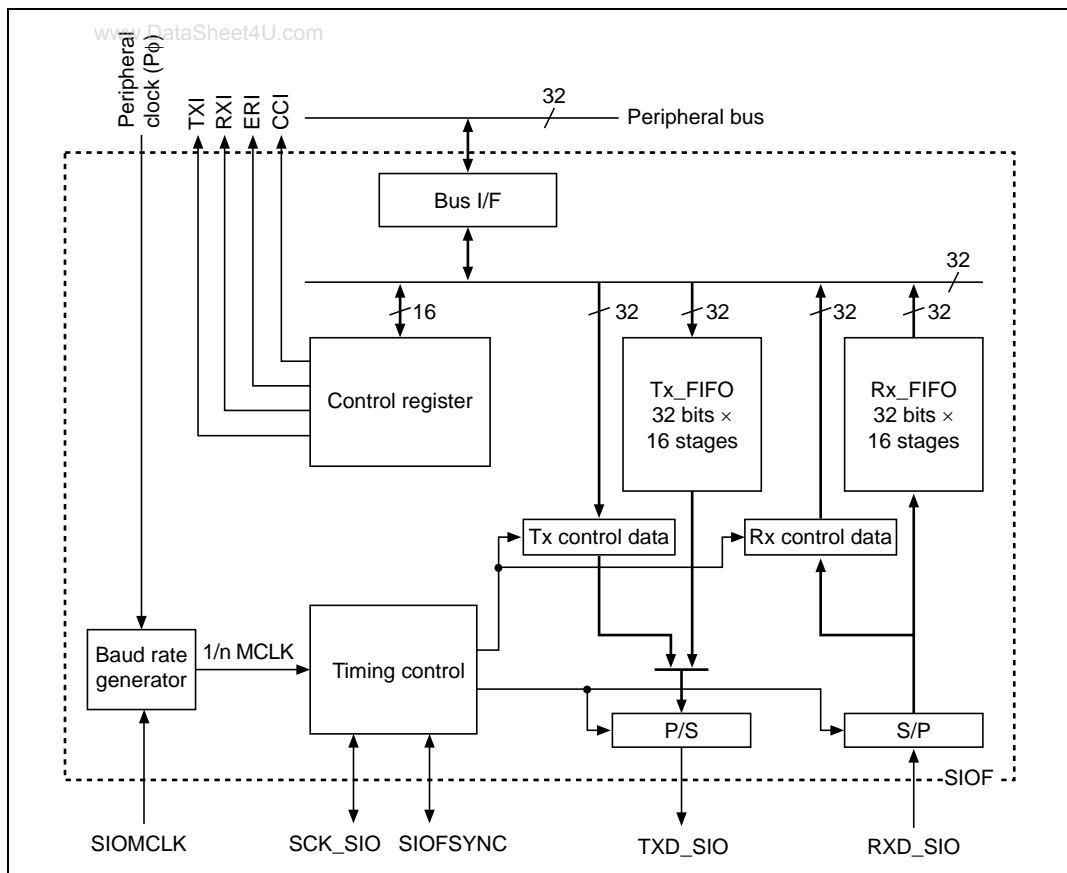 www.DataSheet4U.com
Peripheral
clock (Pϕ)
TXI
RXI
ERI
CCI
32
Peripheral bus
Bus I/F
32
16
32
32
32
32
Control register
Tx_FIFO
32 bits ×
16 stages
Rx_FIFO
32 bits ×
16 stages
Tx control data
Rx control data
Baud rate
generator
1/n MCLK
Timing control
P/S
S/P
SIOF
SIOMCLK
SCK_SIO
SIOFSYNC
TXD_SIO
RXD_SIO